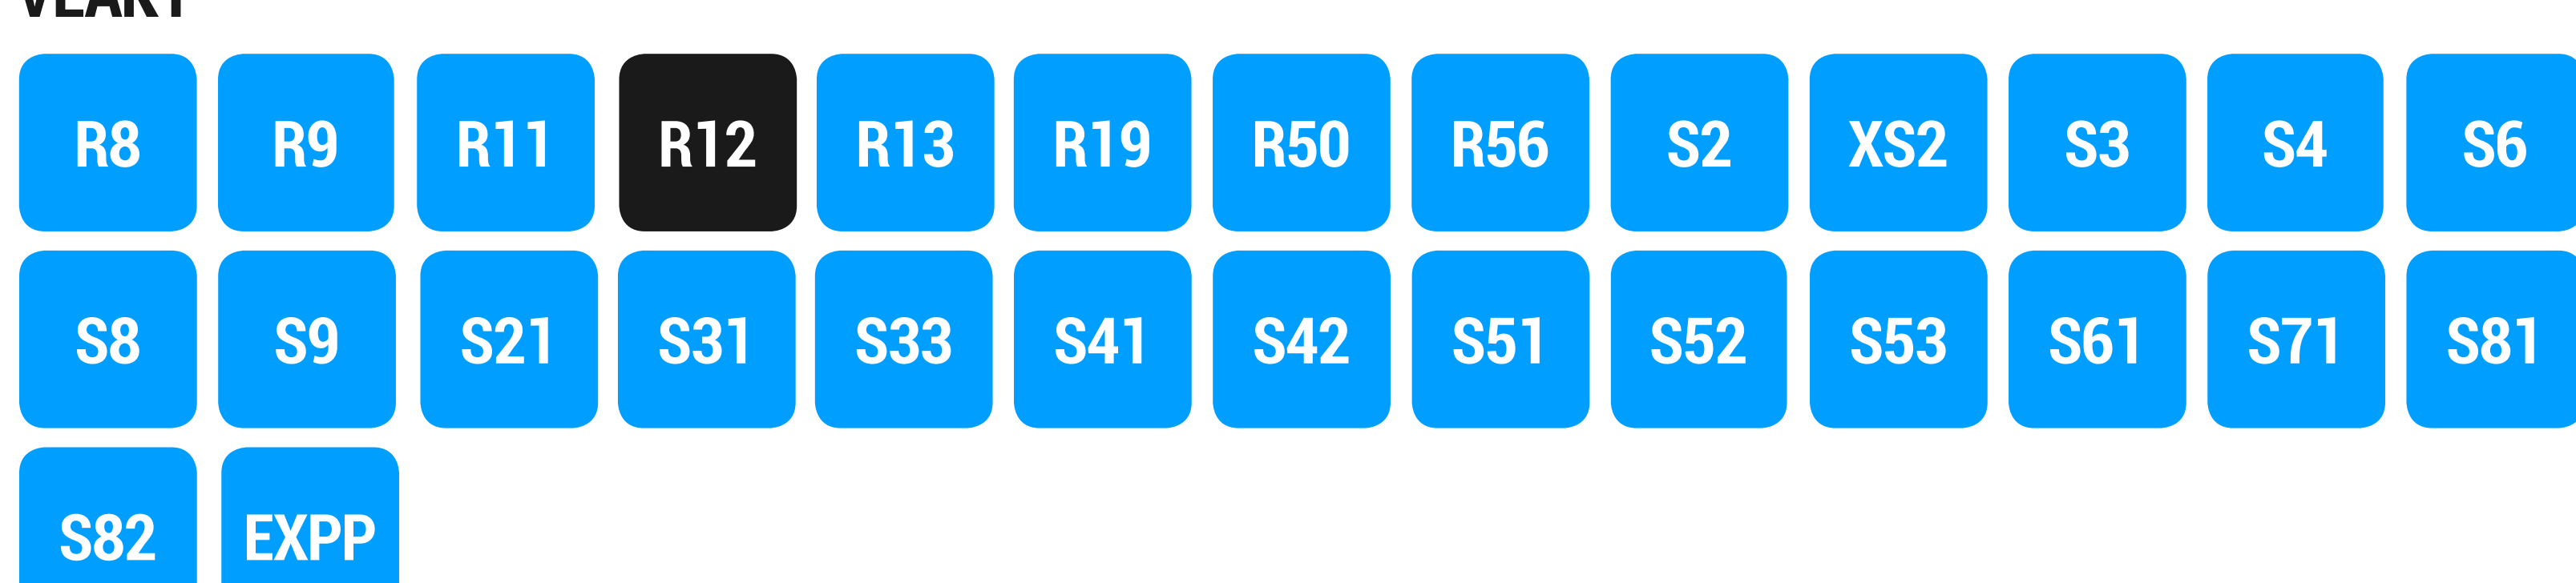 R8 R9 R11 R12 R13 R19 R50 R56 S2 XS2 S3 S4 S6
S8 S9 S21 S31 S33 S41 S42 S51 S52 S53 S61 S71 S81
S82 EXPP